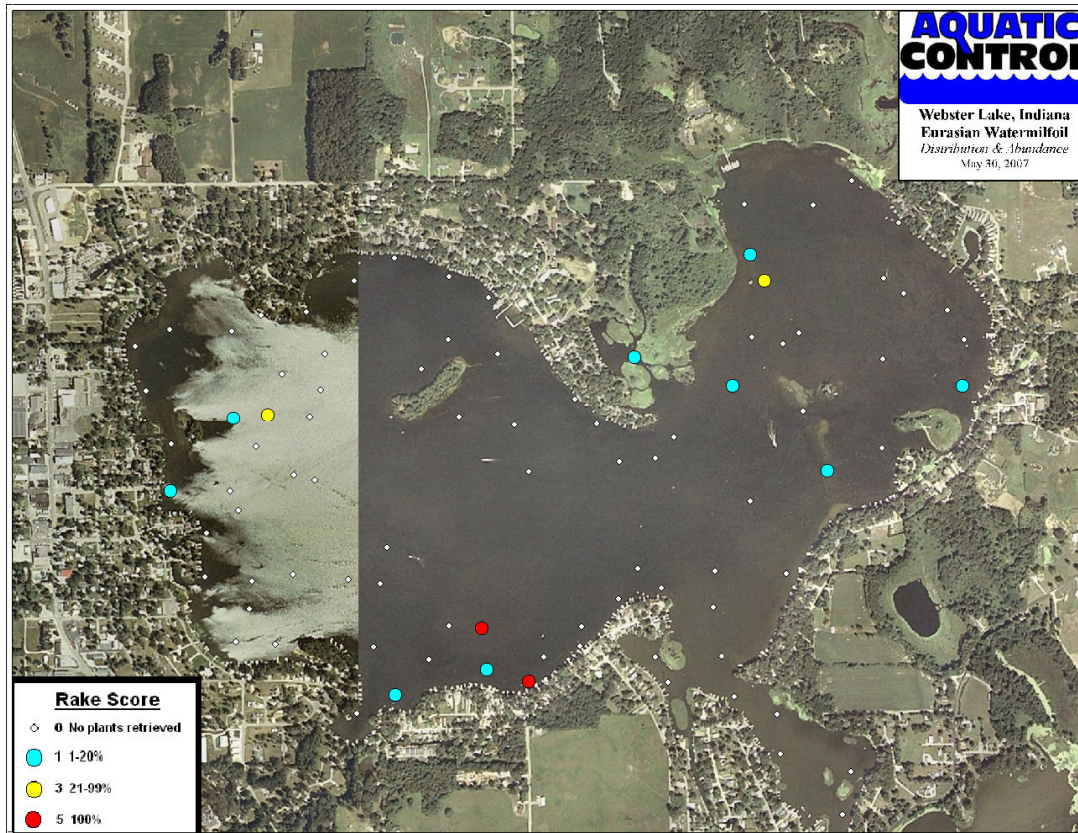 AQUATIC
CONTROL
Webster Lake, Indiana
Eurasian Watermilfoil
Distribution & Abundance
May 30, 2007
Rake Score
0 No plants retrieved
1 1-20%
3 21-99%
5 100%